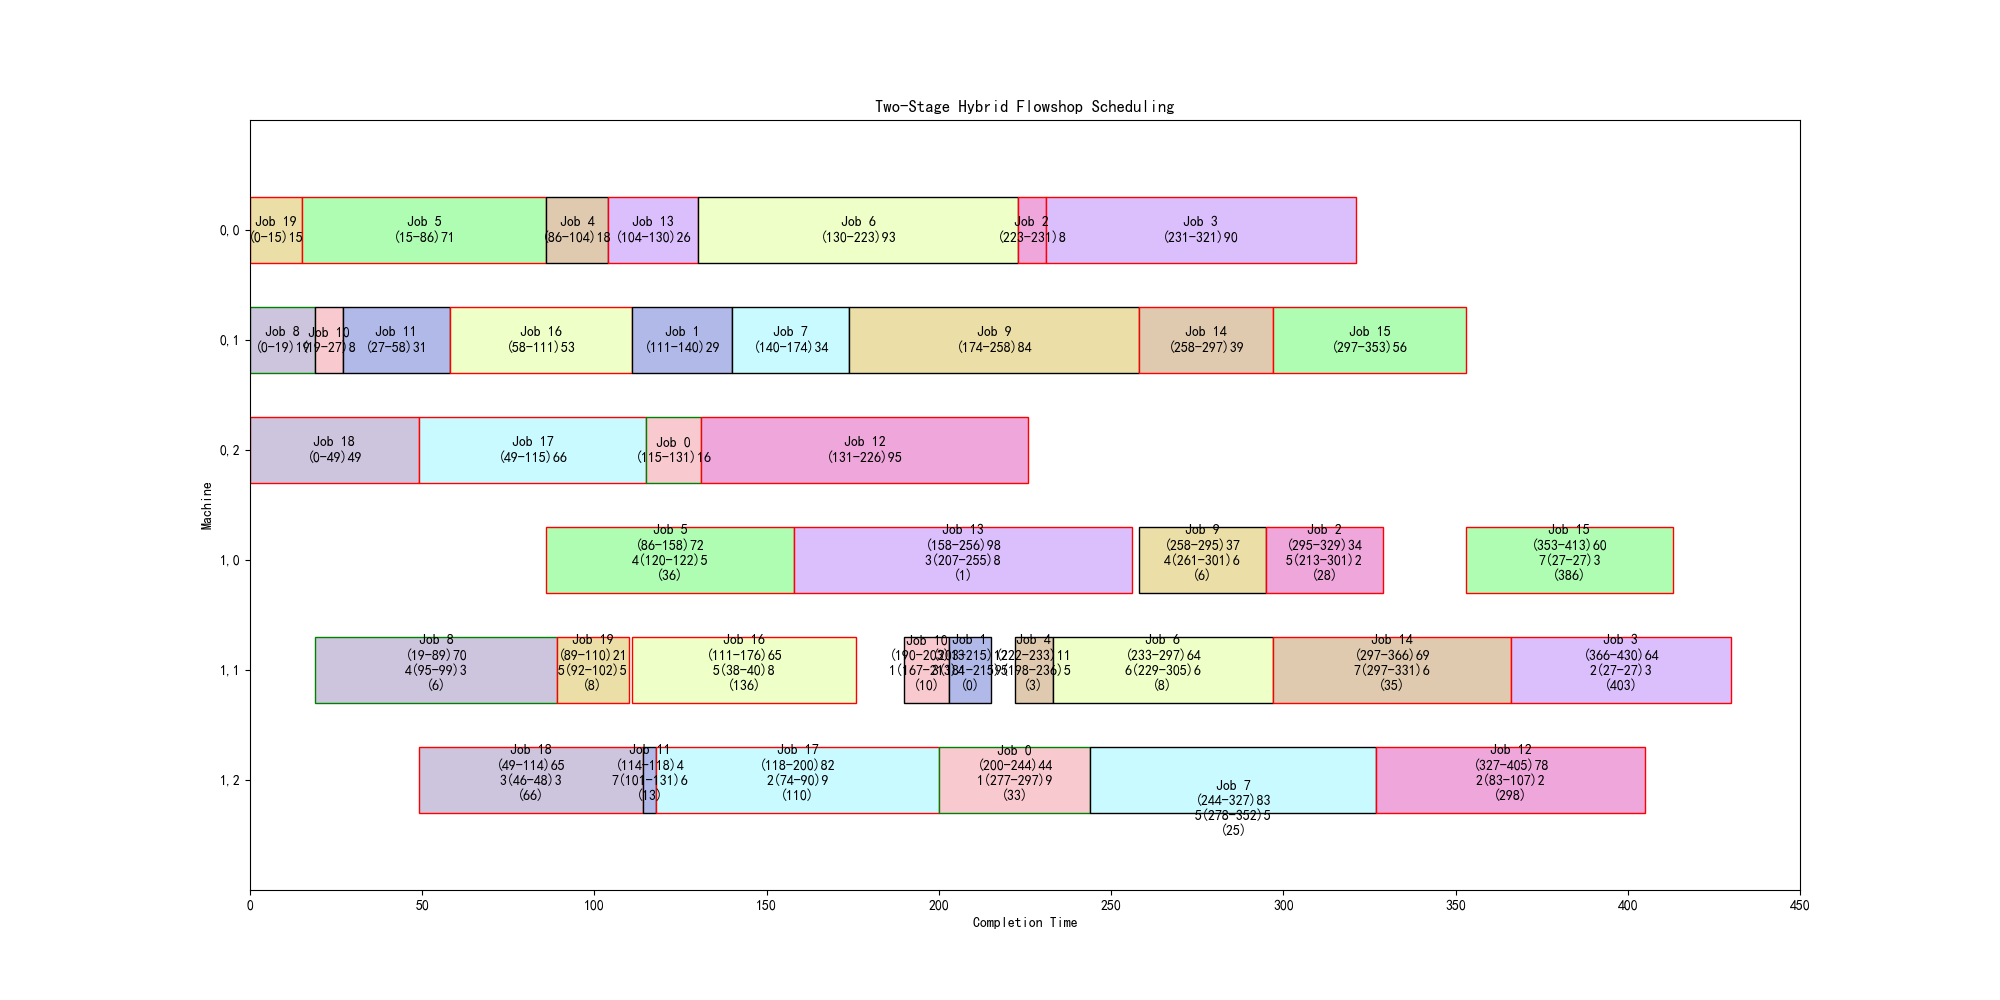 Two-Stage Hybrid Flowshop Scheduling
0,0
Job 19
(0-15)15
Job 5
(15-86)71
Job 4
(86-104)18
Job 13
(104-130)26
Job 6
(130-223)93
Job 2
(223-231)8
Job 3
(231-321)90
0,1
Job 8
(0-19)19
Job 10
(19-27)8
Job 11
(27-58)31
Job 16
(58-111)53
Job 1
(111-140)29
Job 7
(140-174)34
Job 9
(174-258)84
Job 14
(258-297)39
Job 15
(297-353)56
0,2
Job 18
(0-49)49
Job 17
(49-115)66
Job 0
(115-131)16
Job 12
(131-226)95
Machine
1,0
Job 5
(86-158)72
4(120-122)5
(36)
Job 13
(158-256)98
3(207-255)8
(1)
Job 9
(258-295)37
4(261-301)6
(6)
Job 2
(295-329)34
5(213-301)2
(28)
Job 15
(353-413)60
7(27-27)3
(386)
1,1
Job 8
(19-89)70
4(95-99)3
(6)
Job 19
(89-110)21
5(92-102)5
(8)
Job 16
(111-176)65
5(38-40)8
(136)
Job 10
(10)
Job 1
(0)
Job 4
(222-233)11
(3)
Job 6
(233-297)64
6(229-305)6
(8)
Job 14
(297-366)69
7(297-331)6
(35)
Job 3
(366-430)64
2(27-27)3
(403)
1,2
Job 18
(49-114)65
3(46-48)3
(66)
Job 11
(114-118)4
7(101-131)6
(13)
Job 17
(118-200)82
2(74-90)9
(110)
Job 0
(200-244)44
1(277-297)9
(33)
Job 7
(244-327)83
5(278-352)5
(25)
Job 12
(327-405)78
2(83-107)2
(298)
0 50 100 150 200 250 300 350 400 450
Completion Time